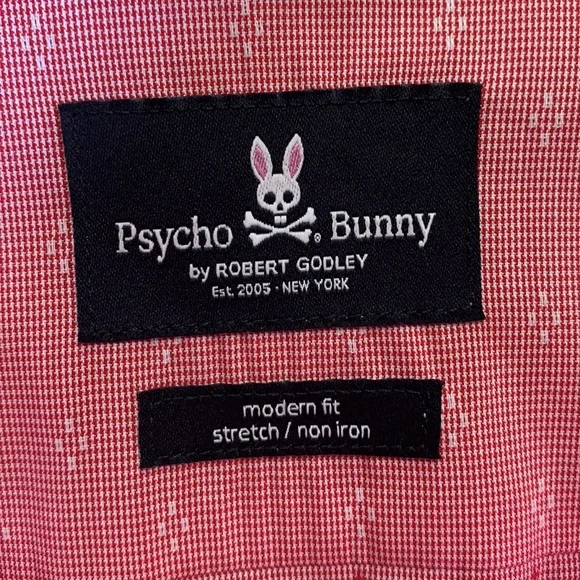 Psycho Bunny
by ROBERT GODLEY
Est. 2005 · NEW YORK
modern fit
stretch / non iron